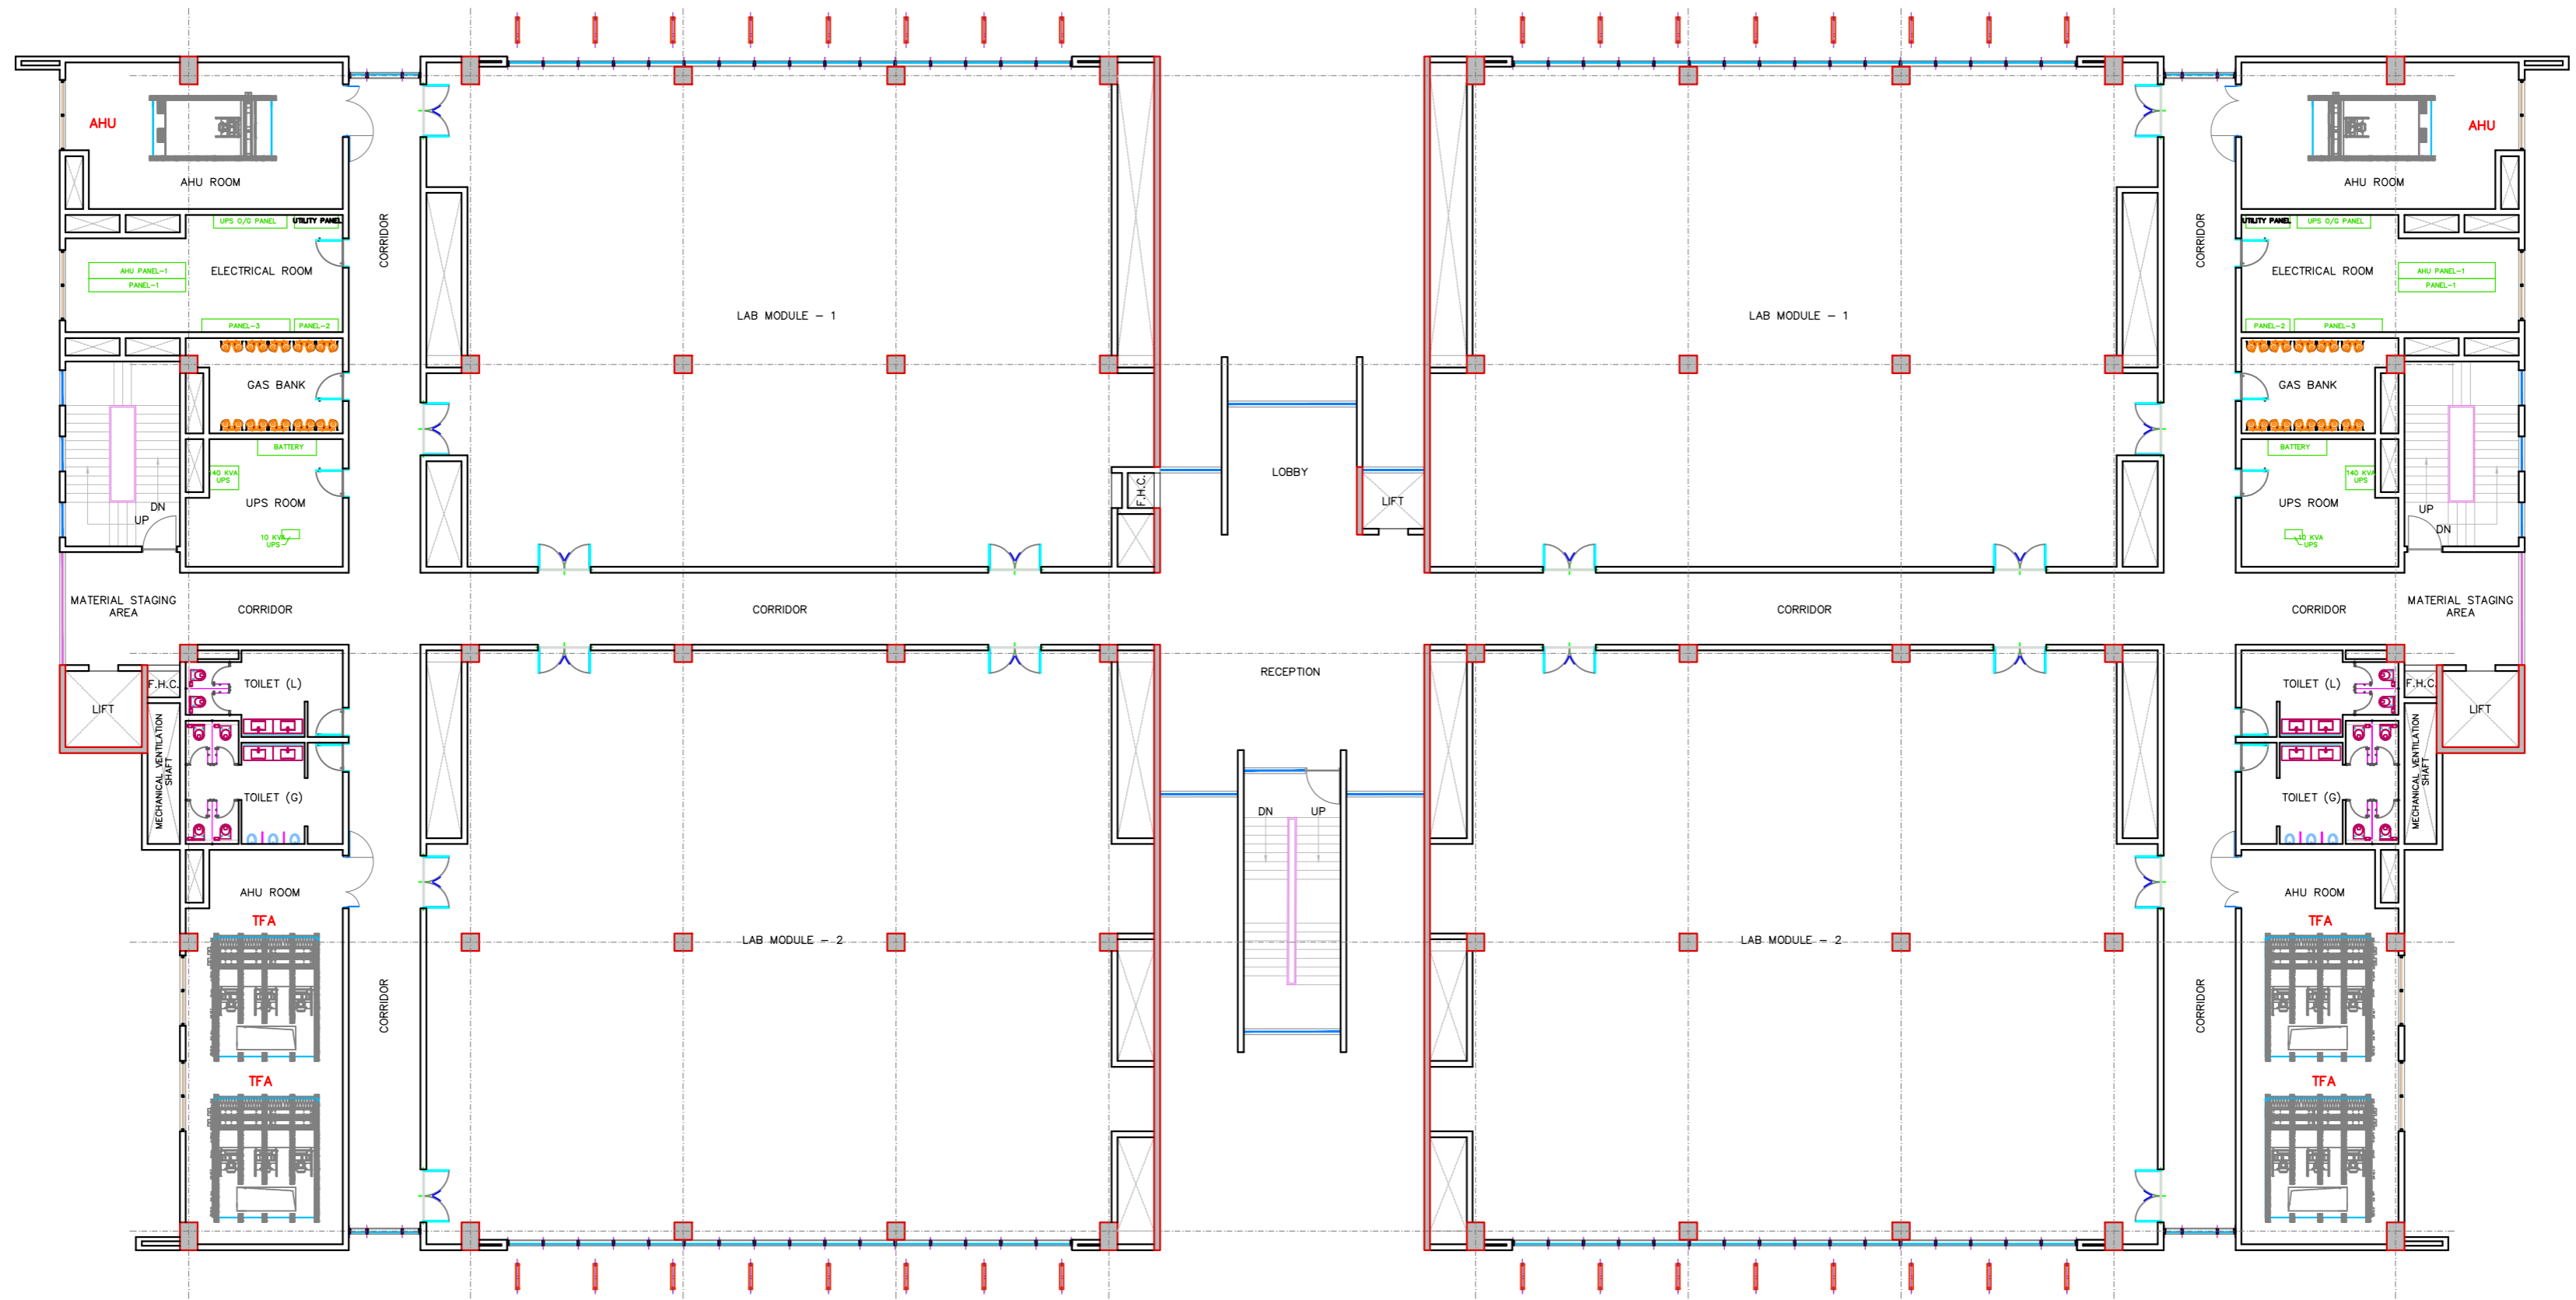 AHU
AHU ROOM
UPS O/G PANEL
UTILITY PANEL
AHU PANEL-1
PANEL-1
ELECTRICAL ROOM
PANEL-3
PANEL-2
GAS BANK
BATTERY
140 KVA
UPS
UPS ROOM
10 KVA
UPS
DN
UP
CORRIDOR
LAB MODULE - 1
F.H.C.
LOBBY
LIFT
LAB MODULE - 1
CORRIDOR
AHU
AHU ROOM
UTILITY PANEL
UPS O/G PANEL
ELECTRICAL ROOM
AHU PANEL-1
PANEL-1
PANEL-2
PANEL-3
GAS BANK
BATTERY
140 KVA
UPS
UPS ROOM
10 KVA
UPS
UP
DN
MATERIAL STAGING
AREA
CORRIDOR
CORRIDOR
CORRIDOR
CORRIDOR
MATERIAL STAGING
AREA
LIFT
F.H.C.
TOILET (L)
MECHANICAL VENTILATION
SHAFT
TOILET (G)
AHU ROOM
TFA
TFA
CORRIDOR
LAB MODULE - 2
RECEPTION
DN
UP
LAB MODULE - 2
CORRIDOR
TOILET (L)
F.H.C.
LIFT
TOILET (G)
MECHANICAL VENTILATION
SHAFT
AHU ROOM
TFA
TFA